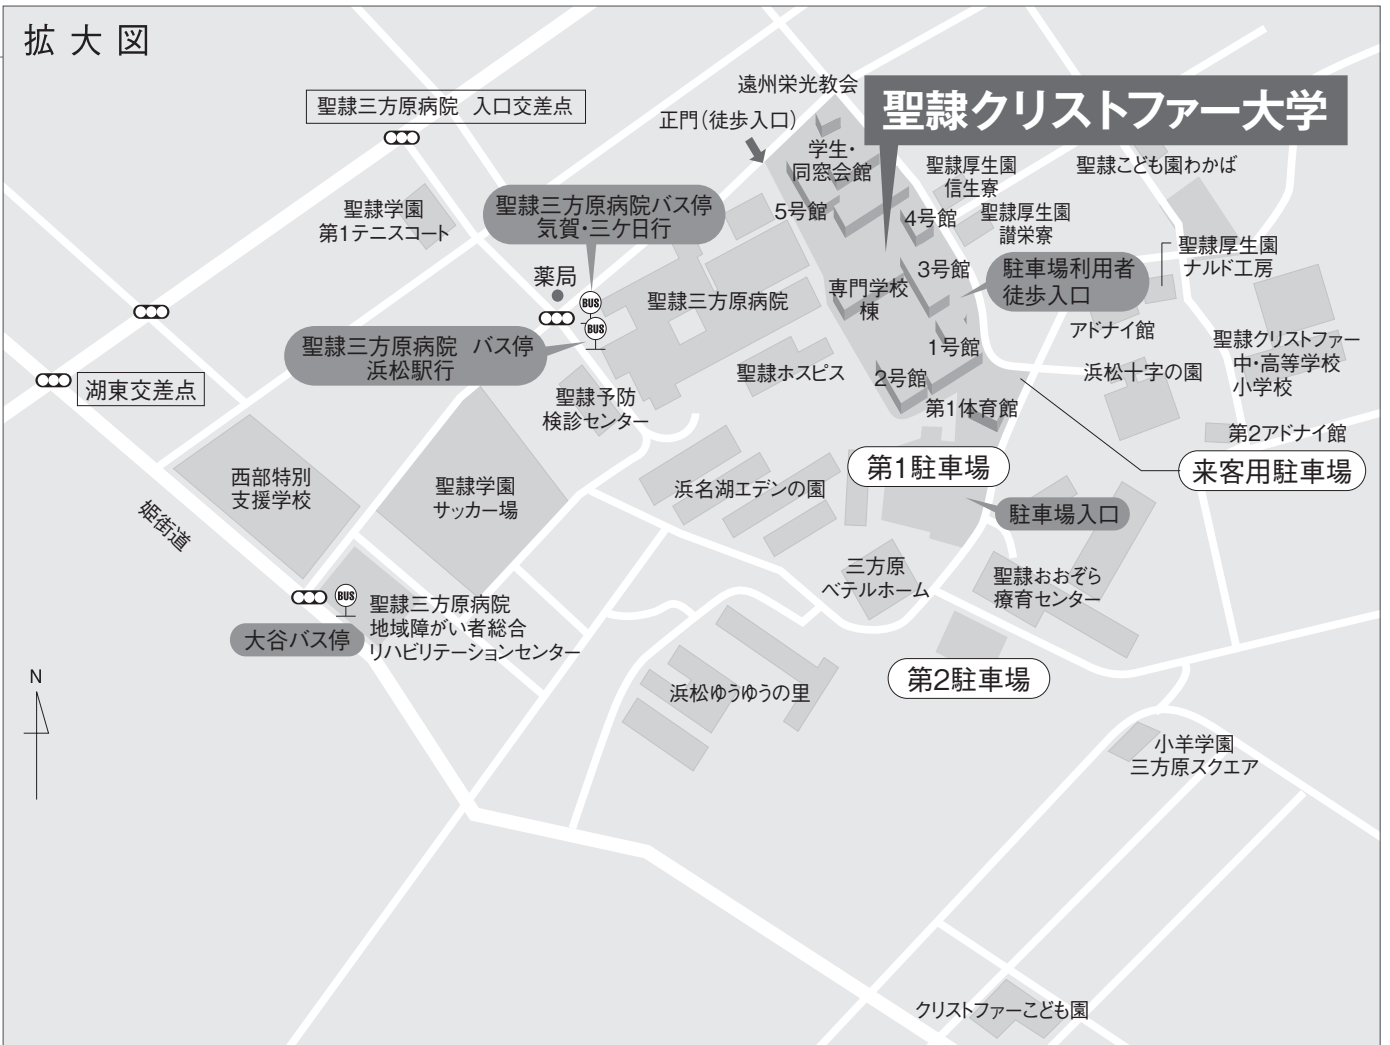 拡大図
聖隷三方原病院 入口交差点
遠州栄光教会
正門(徒歩入口)
聖隷クリストファー大学
学生・
同窓会館
聖隷厚生園
信生寮
聖隷こども園わかば
聖隷学園
第1テニスコート
聖隷三方原病院バス停
気賀・三ケ日行
5号館
4号館
聖隷厚生園
讃栄寮
聖隷厚生園
ナルド工房
薬局
BUS
BUS
聖隷三方原病院
専門学校
棟
3号館
駐車場利用者
徒歩入口
アドナイ館
聖隷三方原病院 バス停
浜松駅行
1号館
聖隷クリストファー
中・高等学校
小学校
湖東交差点
聖隷予防
検診センター
聖隷ホスピス
2号館
第1体育館
浜松十字の園
第2アドナイ館
第1駐車場
来客用駐車場
西部特別
支援学校
聖隷学園
サッカー場
浜名湖エデンの園
駐車場入口
姫街道
三方原
ベテルホーム
聖隷おおぞら
療育センター
BUS
大谷バス停
聖隷三方原病院
地域障がい者総合
リハビリテーションセンター
N
浜松ゆうゆうの里
第2駐車場
小羊学園
三方原スクエア
クリストファーこども園